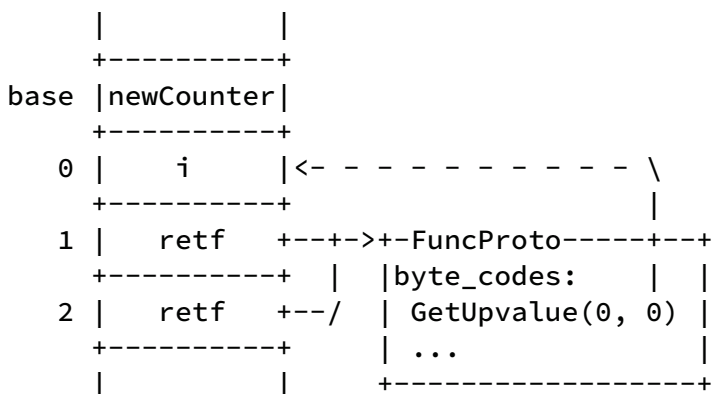 base |newCounter|
0 | i |<- - - - - - - - - - \
1 | retf +--+->+-FuncProto-----+--+
|byte_codes: | |
2 | retf +--/ | GetUpvalue(0, 0) |
| ... |